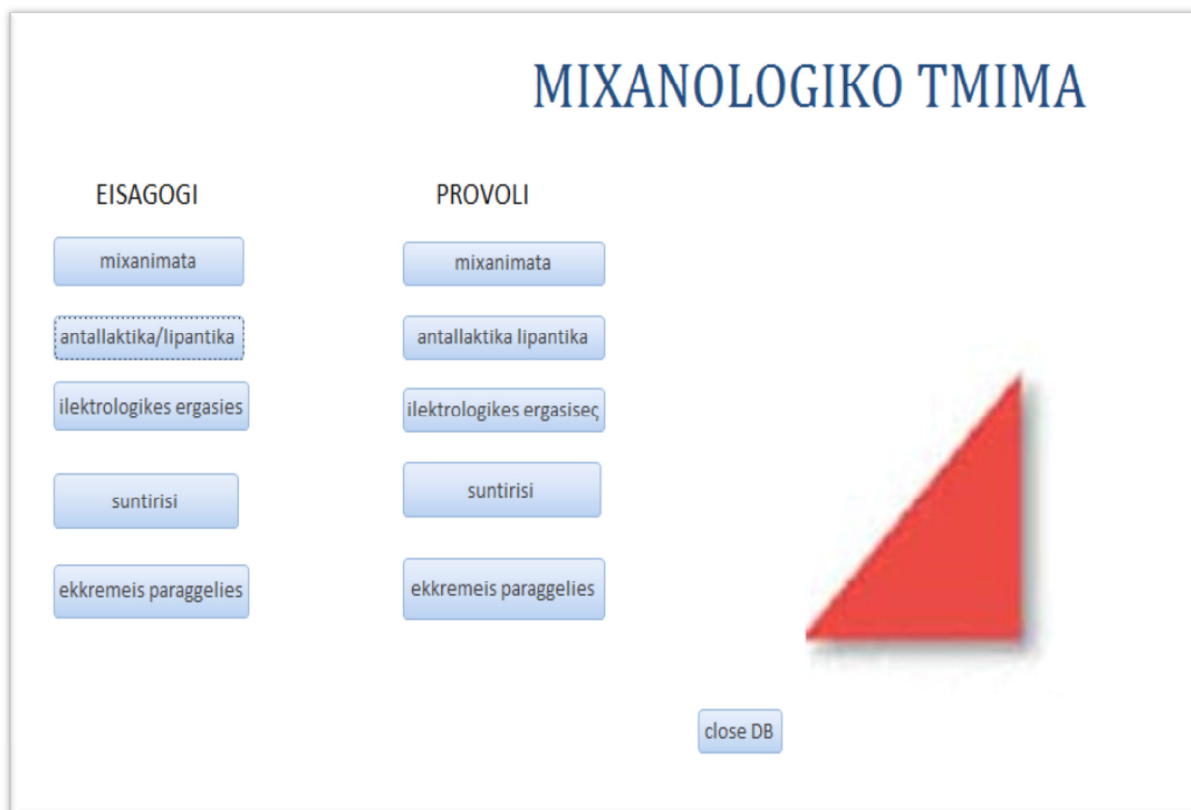 MIXANOLOGIKO TMIMA
EISAGOGI
mixanimata
antallaktika/lipantika
ilektrologikes ergasies
suntirisi
ekkremeis paraggelies
PROVOLI
mixanimata
antallaktika lipantika
ilektrologikes ergasiseς
suntirisi
ekkremeis paraggelies
close DB